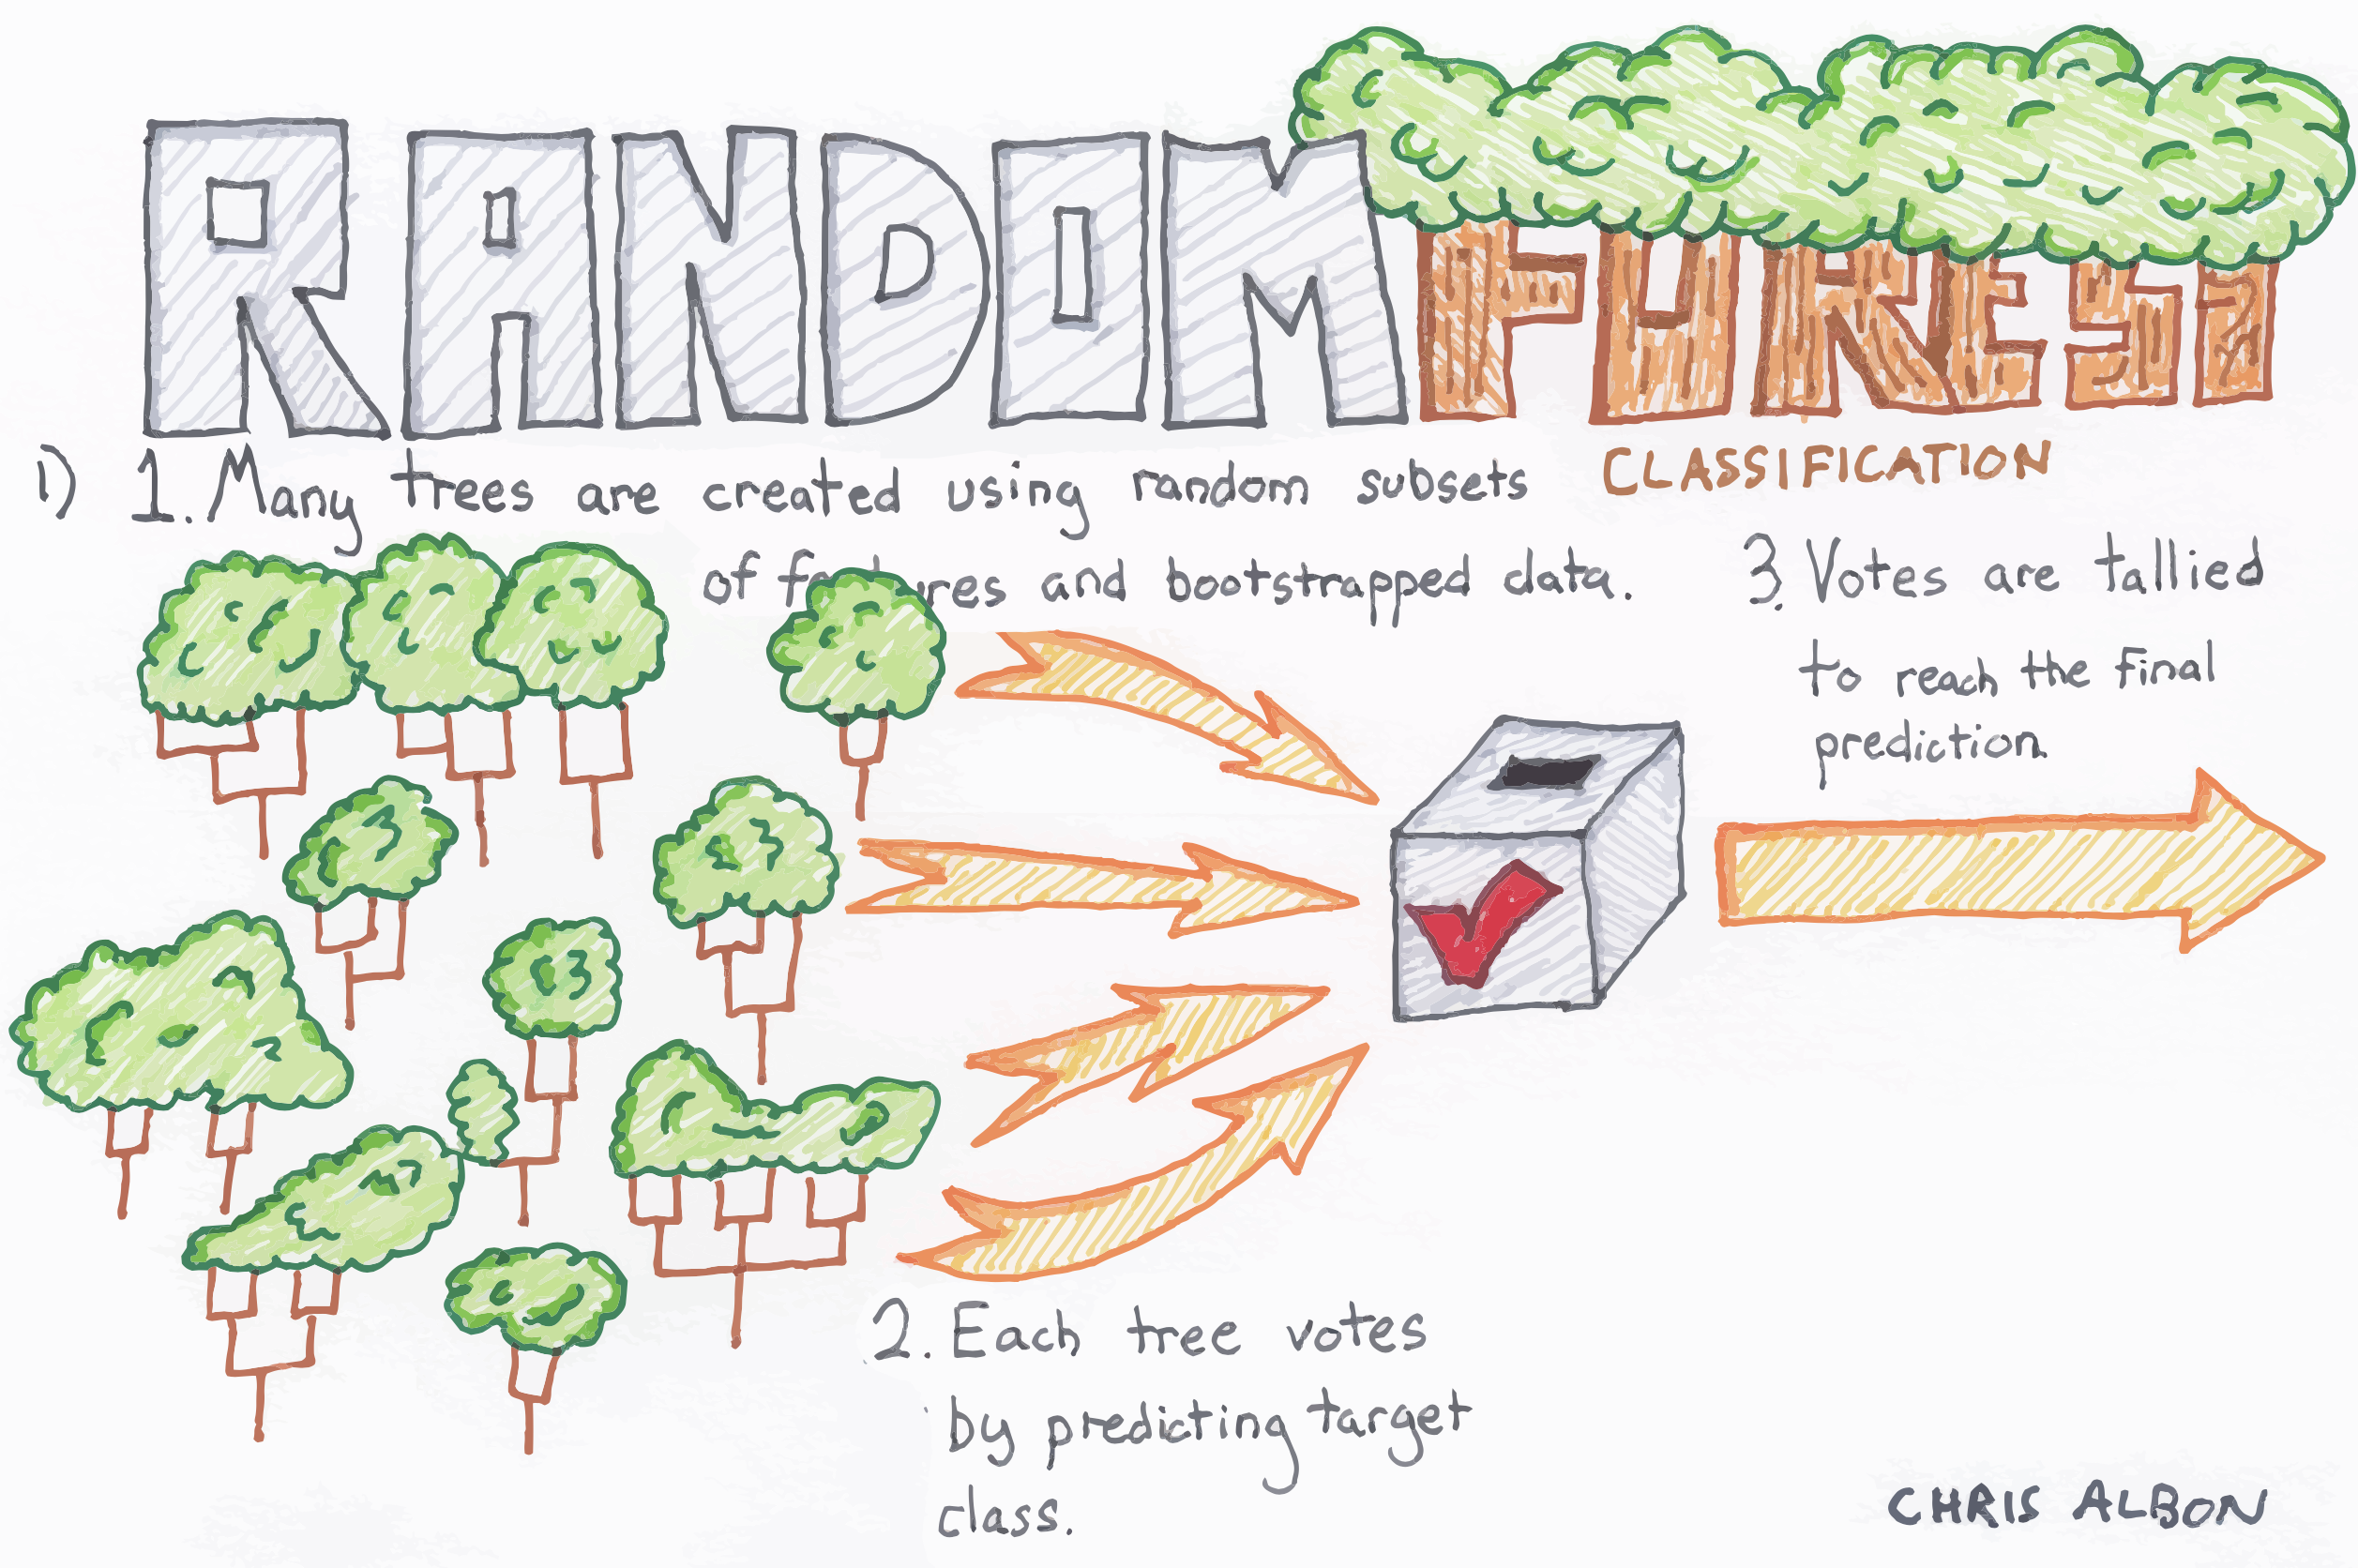 RANDOM FOREST
CLASSIFICATION
1) 1. Many trees are created using random subsets
of features and bootstrapped data.
2. Each tree votes
by predicting target
class.
3. Votes are tallied
to reach the final
prediction.
CHRIS ALBON